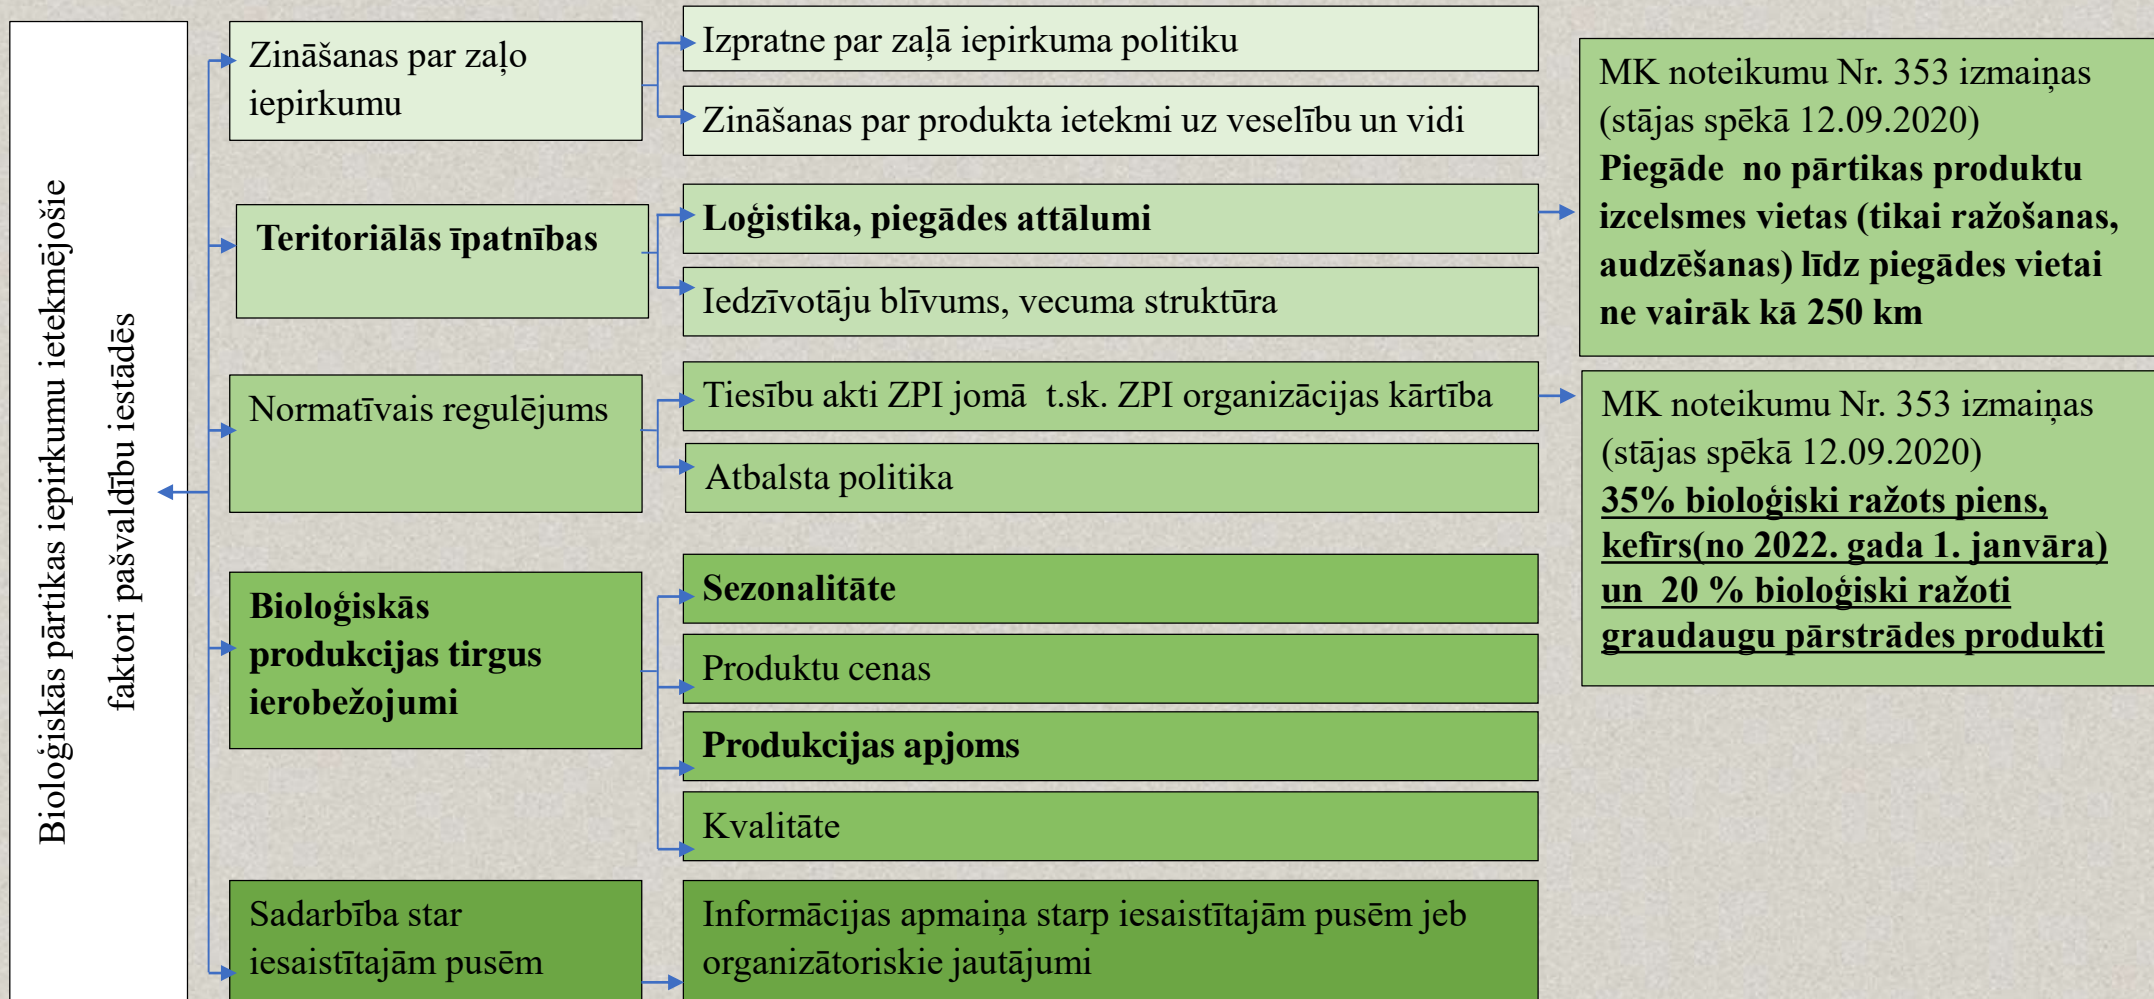 Bioloģiskās pārtikas iepirkumu ietekmējošie
faktori pašvaldību iestādēs
Zināšanas par zaļo
iepirkumu
Izpratne par zaļā iepirkuma politiku
Zināšanas par produkta ietekmi uz veselību un vidi
Teritoriālās īpatnības
Loģistika, piegādes attālumi
Iedzīvotāju blīvums, vecuma struktūra
MK noteikumu Nr. 353 izmaiņas
(stājas spēkā 12.09.2020)
Piegāde no pārtikas produktu
izcelsmes vietas (tikai ražošanas,
audzēšanas) līdz piegādes vietai
ne vairāk kā 250 km
Normatīvais regulējums
Tiesību akti ZPI jomā t.sk. ZPI organizācijas kārtība
Atbalsta politika
MK noteikumu Nr. 353 izmaiņas
(stājas spēkā 12.09.2020)
35% bioloģiski ražots piens,
kefīrs(no 2022. gada 1. janvāra)
un 20 % bioloģiski ražoti
graudaugu pārstrādes produkti
Bioloģiskās
produkcijas tirgus
ierobežojumi
Sezonalitāte
Produktu cenas
Produkcijas apjoms
Kvalitāte
Sadarbība star
iesaistītajām pusēm
Informācijas apmaiņa starp iesaistītajām pusēm jeb
organizātoriskie jautājumi